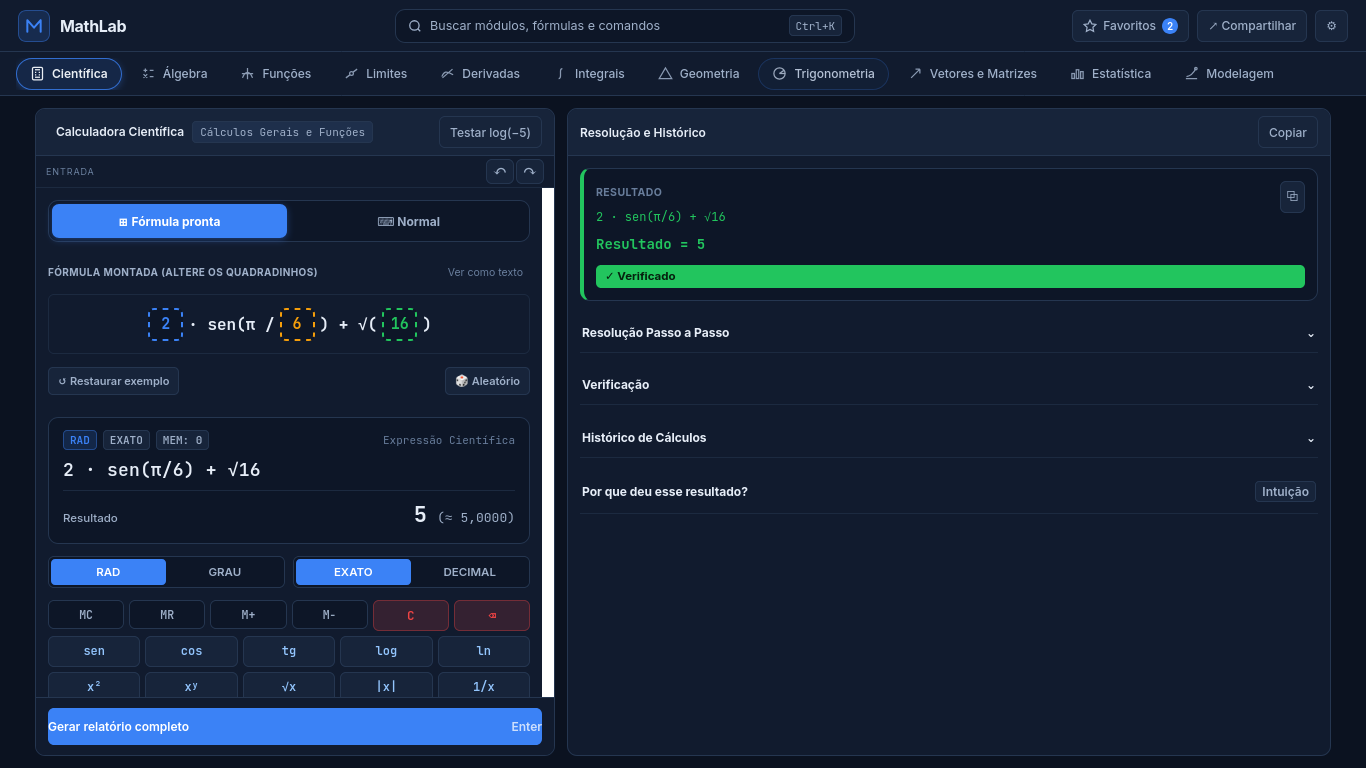 MathLab
Buscar módulos, fórmulas e comandos
Ctrl+K
Favoritos 2
Compartilhar
Científica
Álgebra
Funções
Limites
Derivadas
∫ Integrais
Geometria
Trigonometria
Vetores e Matrizes
Estatística
Modelagem
Calculadora Científica
Cálculos Gerais e Funções
Testar log(−5)
ENTRADA
Fórmula pronta
Normal
FÓRMULA MONTADA (ALTERE OS QUADRADINHOS)
Ver como texto
2 · sen(π / 6 ) + √( 16 )
↺ Restaurar exemplo
Aleatório
RAD
EXATO
MEM: 0
Expressão Científica
2 · sen(π/6) + √16
Resultado
5 (≈ 5,0000)
RAD
GRAU
EXATO
DECIMAL
MC
MR
M+
M-
C
⌫
sen
cos
tg
log
ln
x²
xʸ
√x
|x|
1/x
Gerar relatório completo
Enter
Resolução e Histórico
Copiar
RESULTADO
2 · sen(π/6) + √16
Resultado = 5
✓ Verificado
Resolução Passo a Passo
Verificação
Histórico de Cálculos
Por que deu esse resultado?
Intuição